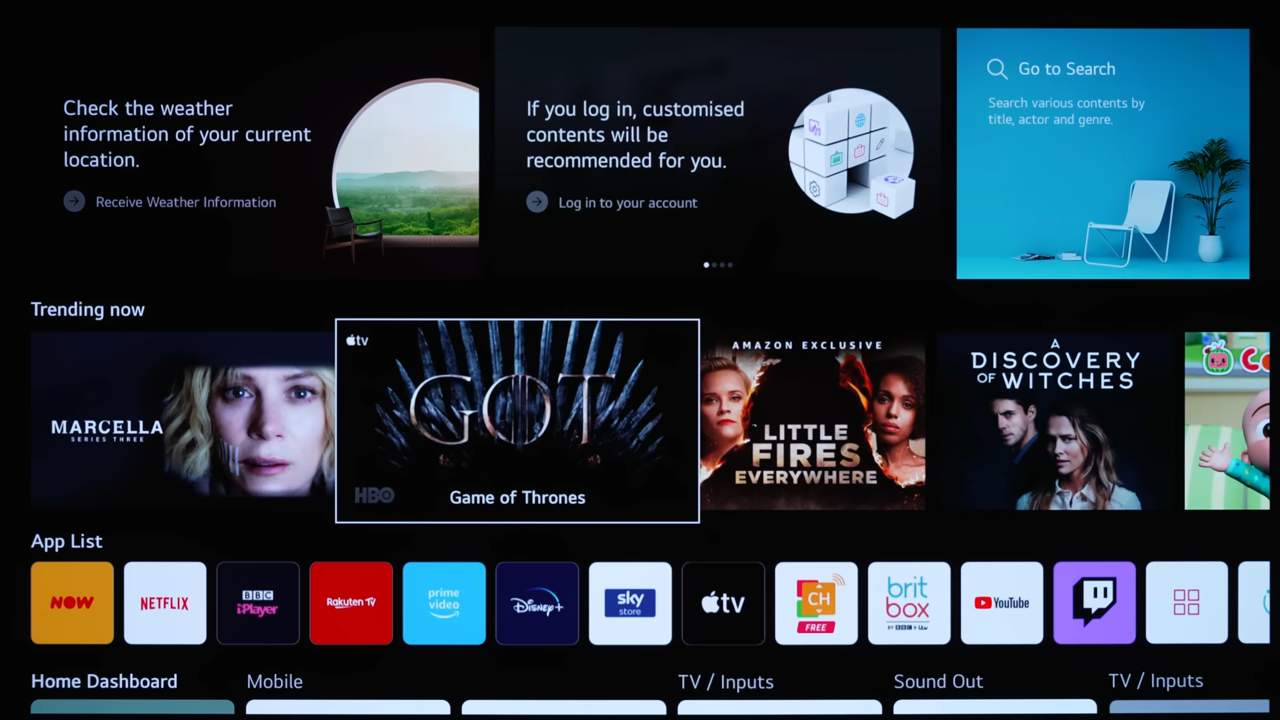 Check the weather
information of your current
location.
Receive Weather Information
If you log in, customised
contents will be
recommended for you.
Log in to your account
Go to Search
Search various contents by
title, actor and genre.
Trending now
MARCELLA
SERIES THREE
tv
GOT
HBO
Game of Thrones
AMAZON EXCLUSIVE
LITTLE
FIRES
EVERYWHERE
A
DISCOVERY
OF WITCHES
App List
NOW
NETFLIX
BBC
iPlayer
Rakuten TV
prime
video
Disney+
sky
store
tv
CH
FREE
brit
box
BY BBC + itv
YouTube
Home Dashboard
Mobile
TV / Inputs
Sound Out
TV / Inputs